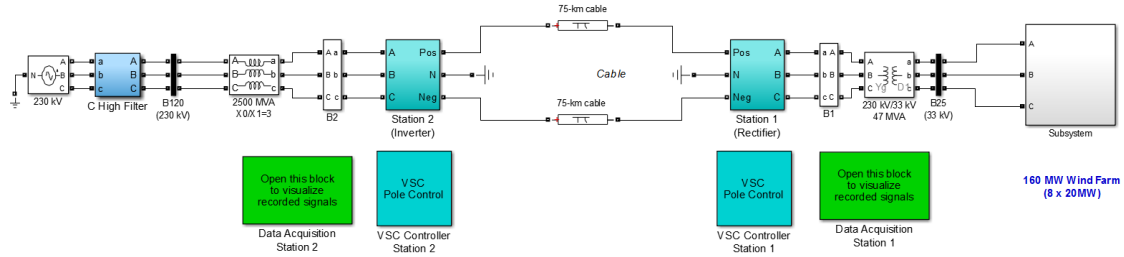 75-km cable
N
A
B
C
230 kV
a
b
c
A
B
C
C High Filter
B120
(230 kV)
A
B
C
a
b
c
2500 MVA
X0/X1=3
A a
B b
C c
B2
A
B
C
Pos
N
Neg
Station 2
(Inverter)
Cable
75-km cable
Pos
N
Neg
A
B
C
Station 1
(Rectifier)
A a
B b
C c
B1
A
B
C
a
b
c
Yg D1
230 kV/33 kV
47 MVA
B25
(33 kV)
A
B
C
Subsystem
Open this block
to visualize
recorded signals
Data Acquisition
Station 2
VSC
Pole Control
VSC Controller
Station 2
VSC
Pole Control
VSC Controller
Station 1
Open this block
to visualize
recorded signals
Data Acquisition
Station 1
160 MW Wind Farm
(8 x 20MW)